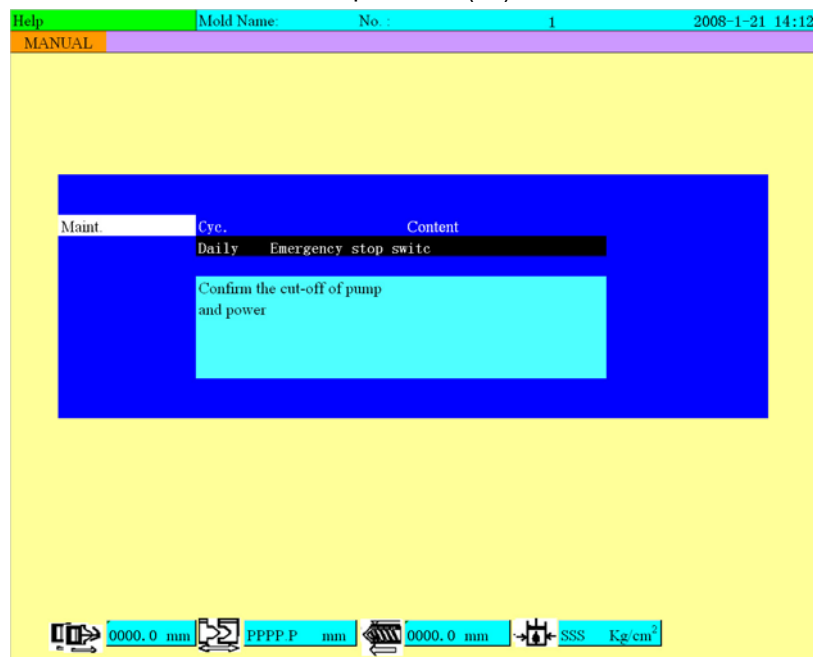 Help Mold Name: No. : 1 2008-1-21 14:12
MANUAL
Maint. Cyc. Content
Daily Emergency stop switc
Confirm the cut-off of pump
and power
0000.0 mm PPPP.P mm 0000.0 mm SSS Kg/cm²